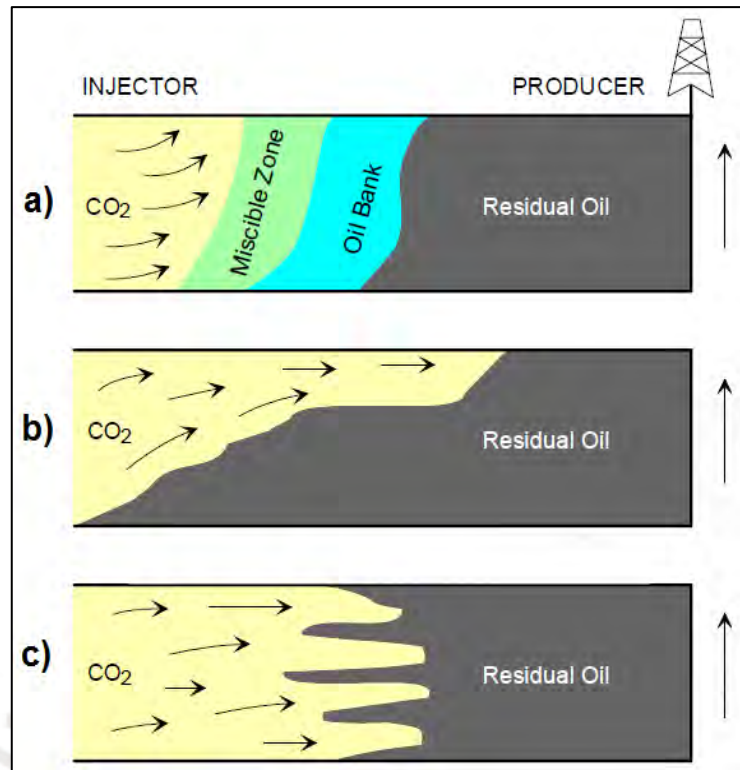 INJECTOR PRODUCER
a)
CO2
Miscible Zone
Oil Bank
Residual Oil
b)
CO2
Residual Oil
c)
CO2
Residual Oil